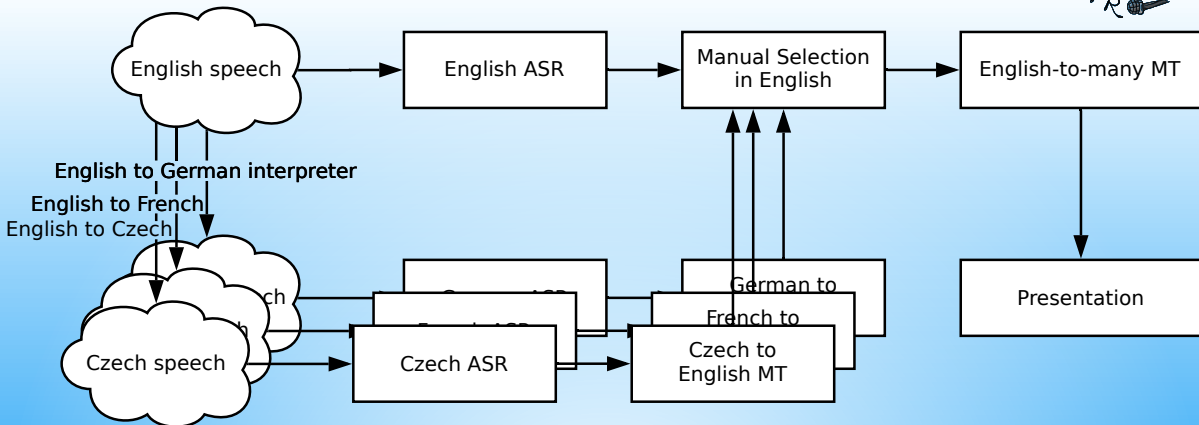 English speech
English ASR
Manual Selection
in English
English-to-many MT
English to German interpreter
English to French
English to Czech
ch
German to
Presentation
French to
Czech speech
Czech ASR
Czech to
English MT